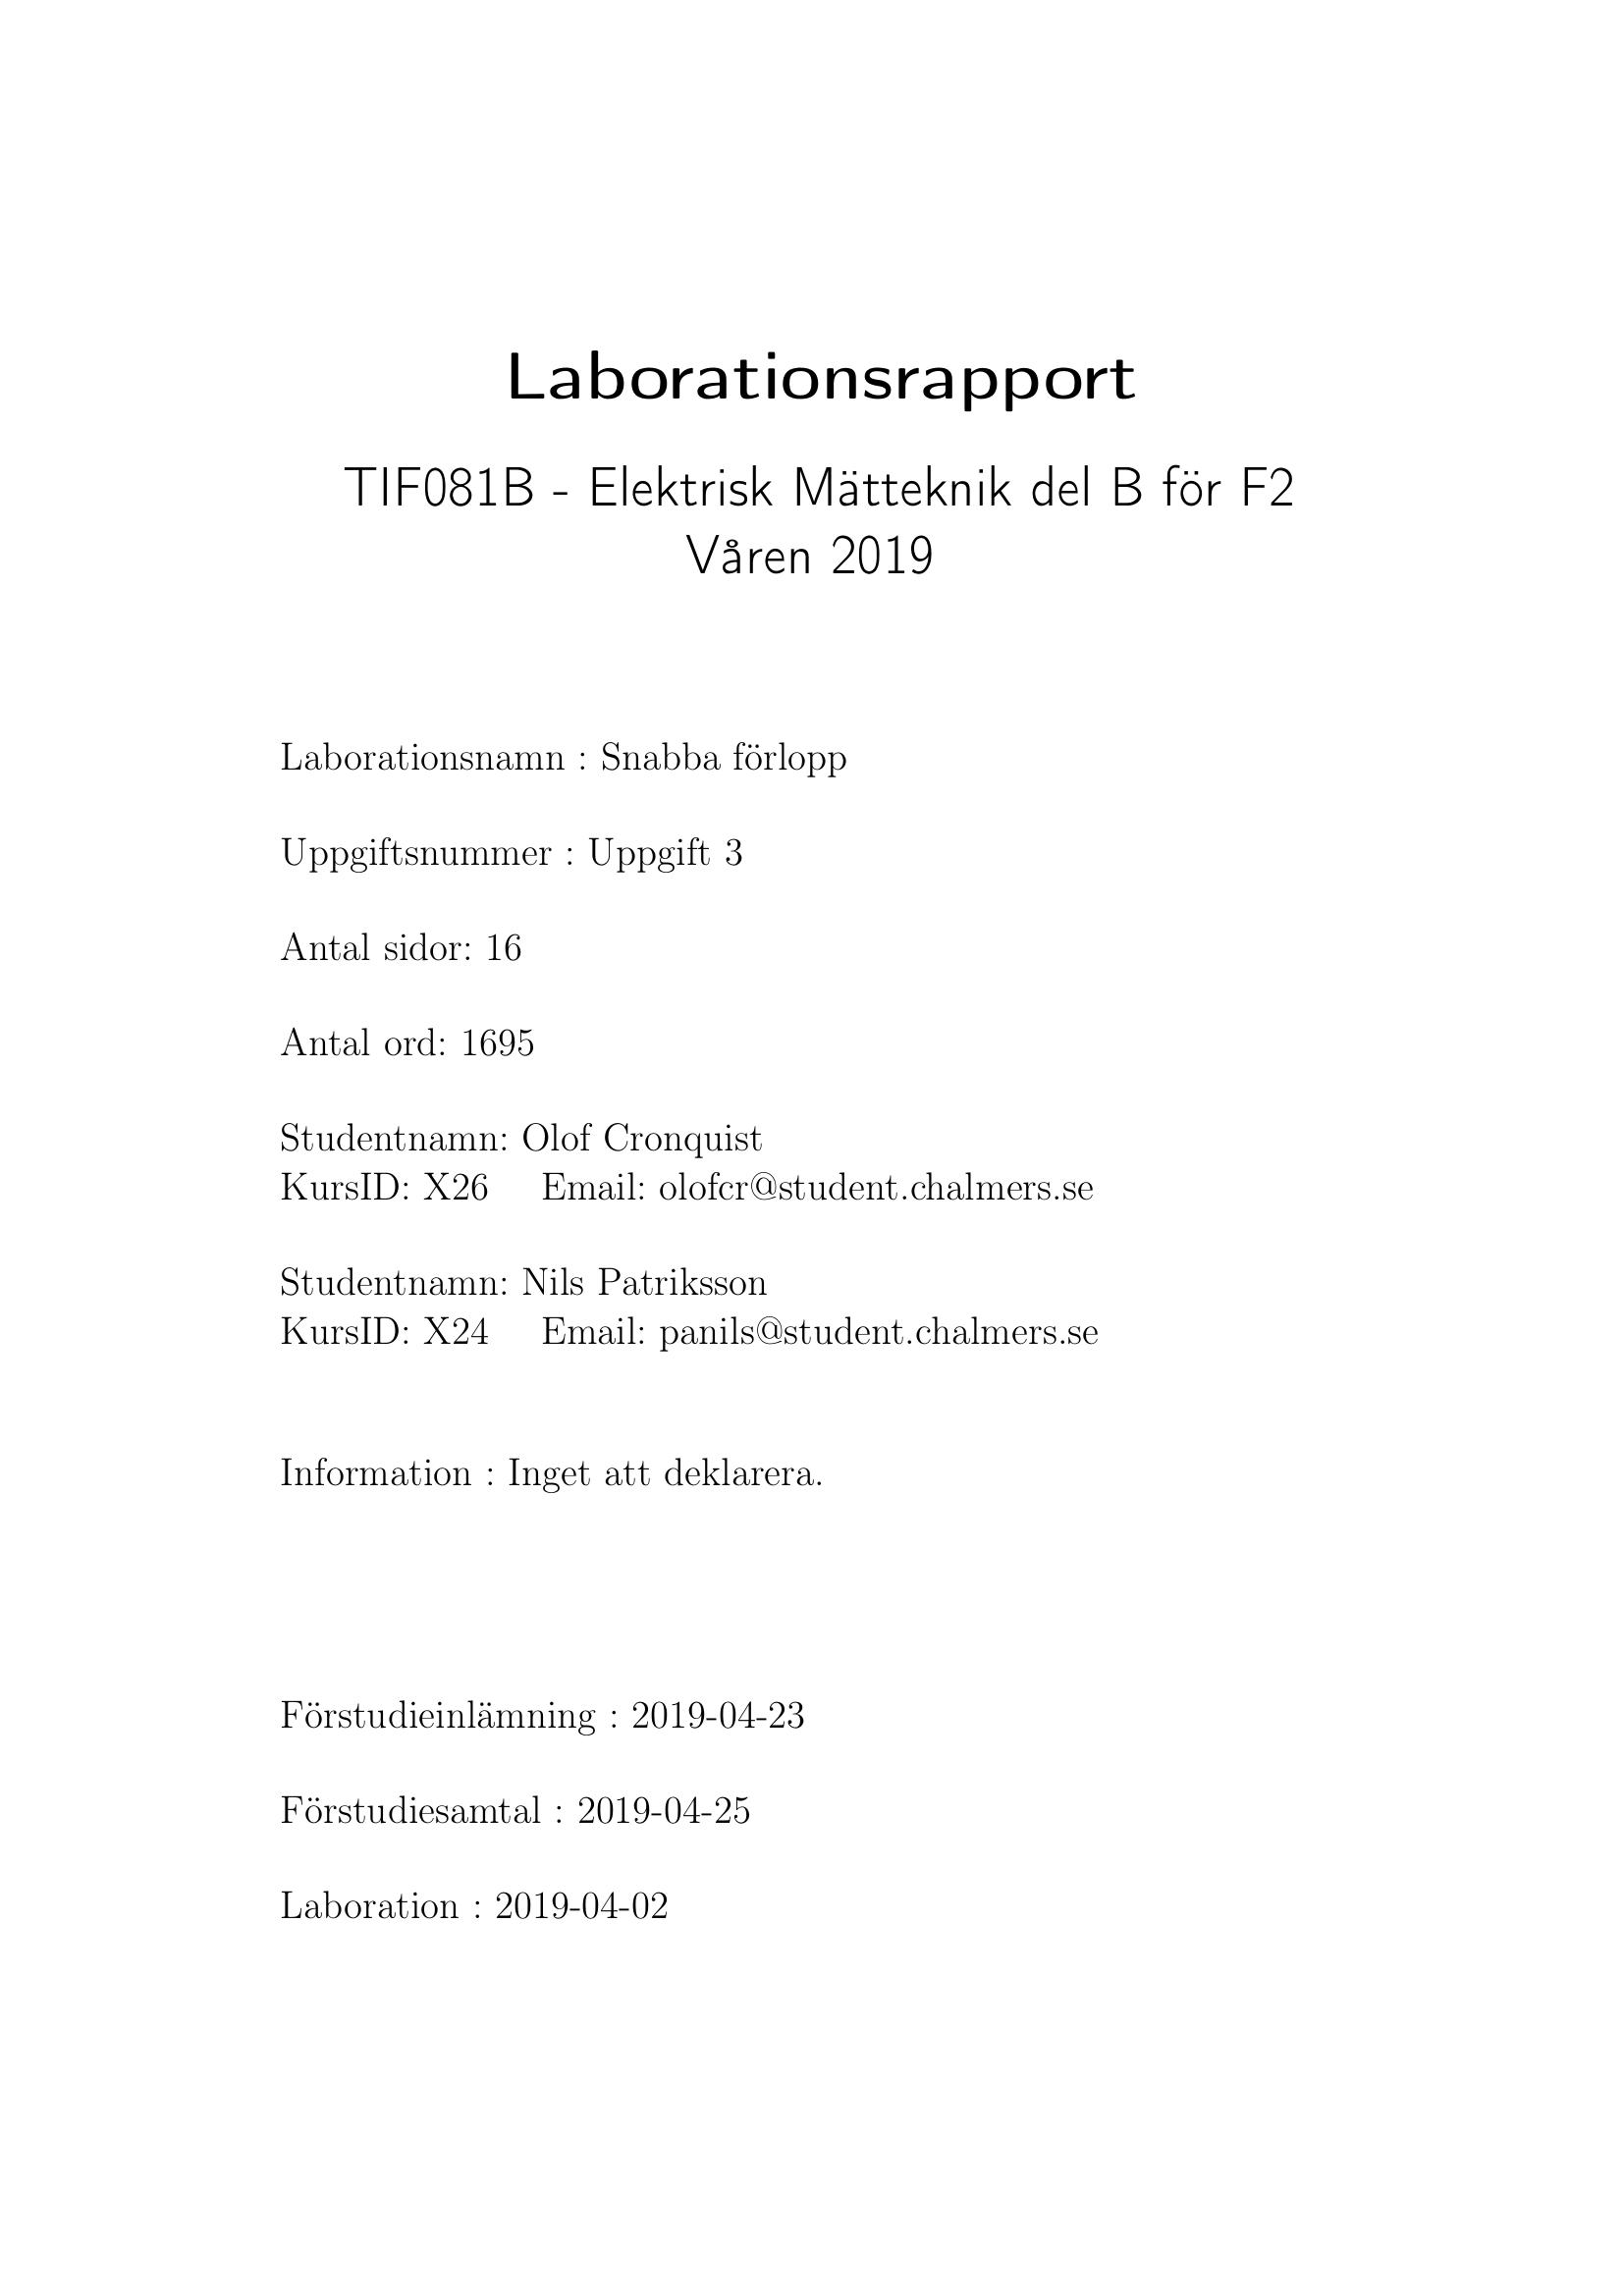 Laborationsrapport
TIF081B - Elektrisk Mätteknik del B för F2
Våren 2019
Laborationsnamn : Snabba förlopp
Uppgiftsnummer : Uppgift 3
Antal sidor: 16
Antal ord: 1695
Studentnamn: Olof Cronquist
KursID: X26 Email: olofcr@student.chalmers.se
Studentnamn: Nils Patriksson
KursID: X24 Email: panils@student.chalmers.se
Information : Inget att deklarera.
Förstudieinlämning : 2019-04-23
Förstudiesamtal : 2019-04-25
Laboration : 2019-04-02